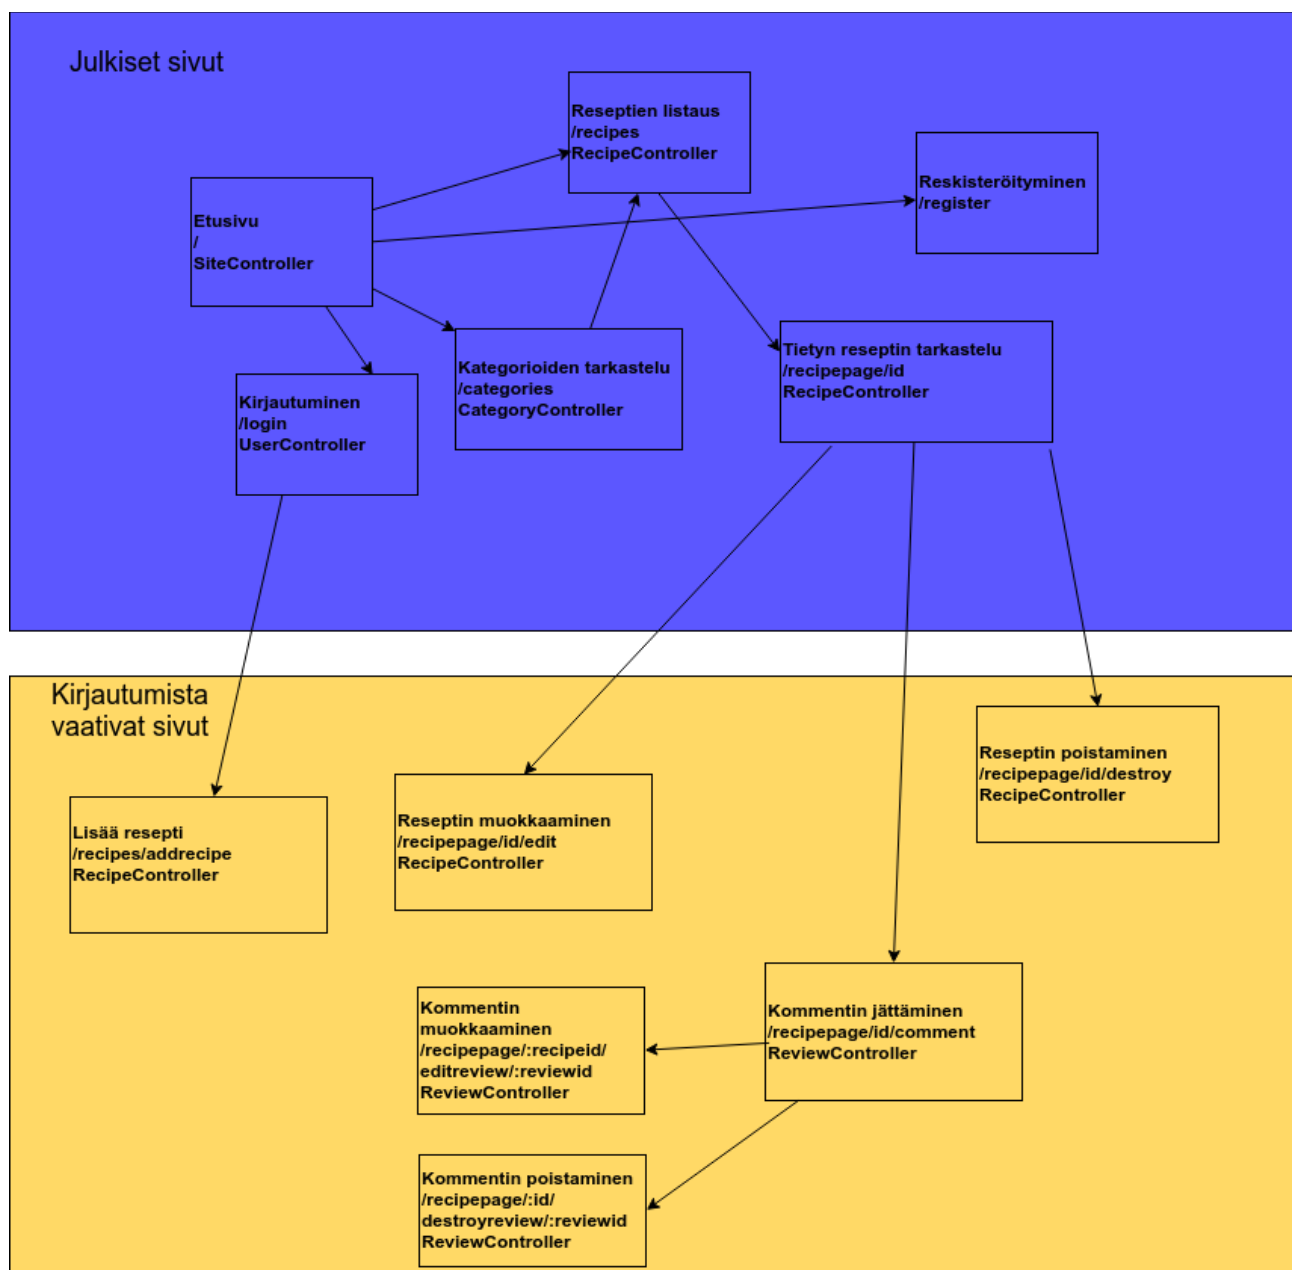 Julkiset sivut
Reseptien listaus
/recipes
RecipeController
Reskisteröityminen
/register
Etusivu
/
SiteController
Kategorioiden tarkastelu
/categories
CategoryController
Tietyn reseptin tarkastelu
/recipepage/id
RecipeController
Kirjautuminen
/login
UserController
Kirjautumista
vaativat sivut
Reseptin poistaminen
/recipepage/id/destroy
RecipeController
Lisää resepti
/recipes/addrecipe
RecipeController
Reseptin muokkaaminen
/recipepage/id/edit
RecipeController
Kommentin
muokkaaminen
/recipepage/:recipeid/
editreview/:reviewid
ReviewController
Kommentin jättäminen
/recipepage/id/comment
ReviewController
Kommentin poistaminen
/recipepage/:id/
destroyreview/:reviewid
ReviewController